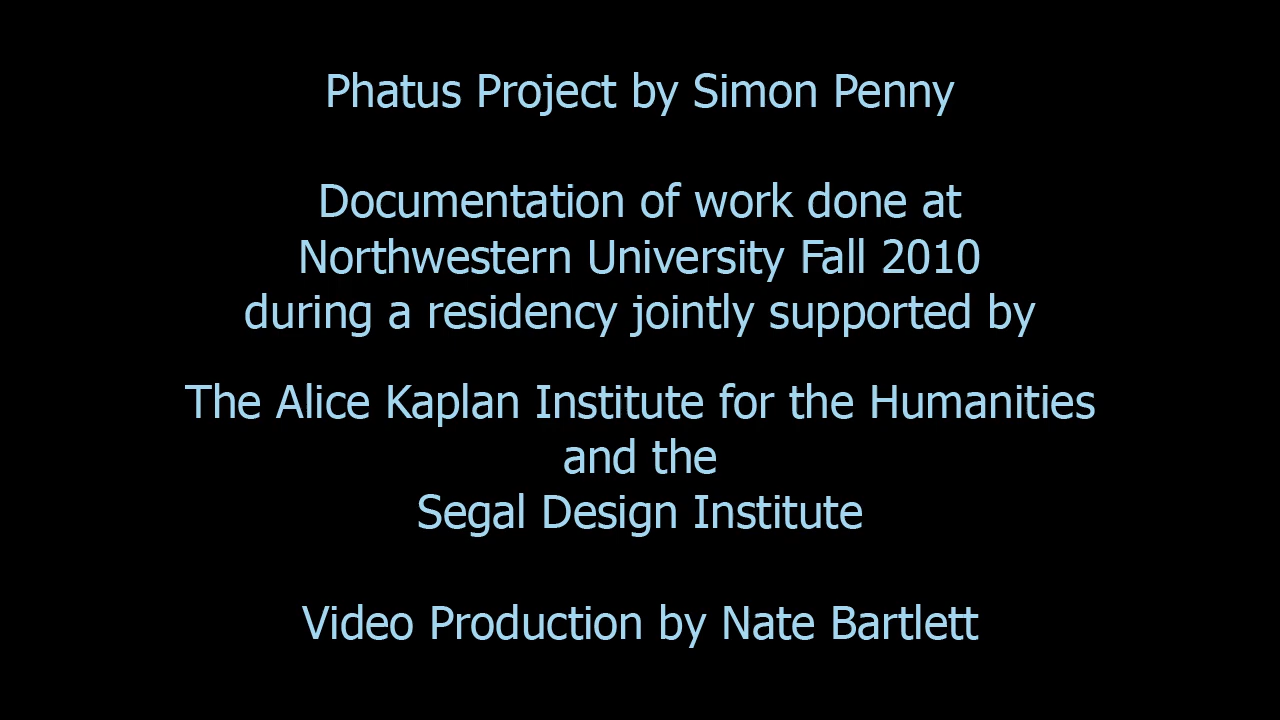 Phatus Project by Simon Penny
Documentation of work done at
Northwestern University Fall 2010
during a residency jointly supported by
The Alice Kaplan Institute for the Humanities
and the
Segal Design Institute
Video Production by Nate Bartlett